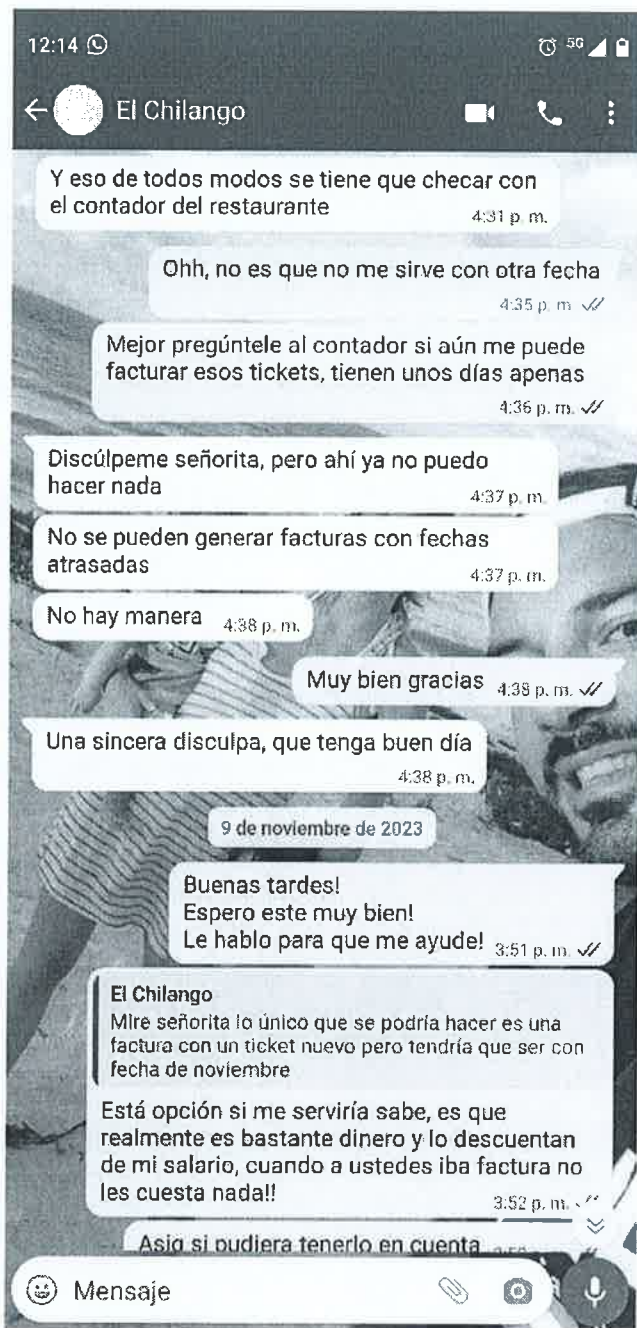 12:14
5G
El Chilango
Y eso de todos modos se tiene que checar con
el contador del restaurante
4:31 p. m.
Ohh, no es que no me sirve con otra fecha
4:35 p. m.
Mejor pregúntele al contador si aún me puede
facturar esos tickets, tienen unos días apenas
4:36 p. m.
Discúlpeme señorita, pero ahí ya no puedo
hacer nada
4:37 p. m.
No se pueden generar facturas con fechas
atrasadas
4:37 p. m.
No hay manera 4:38 p. m.
Muy bien gracias 4:38 p. m.
Una sincera disculpa, que tenga buen día
4:38 p. m.
9 de noviembre de 2023
Buenas tardes!
Espero este muy bien!
Le hablo para que me ayude! 3:51 p. m.
El Chilango
Mire señorita lo único que se podría hacer es una
factura con un ticket nuevo pero tendría que ser con
fecha de noviembre
Está opción si me serviría sabe, es que
realmente es bastante dinero y lo descuentan
de mi salario, cuando a ustedes iba factura no
les cuesta nada!!
3:52 p. m.
Asig si pudiera tenerlo en cuenta
Mensaje